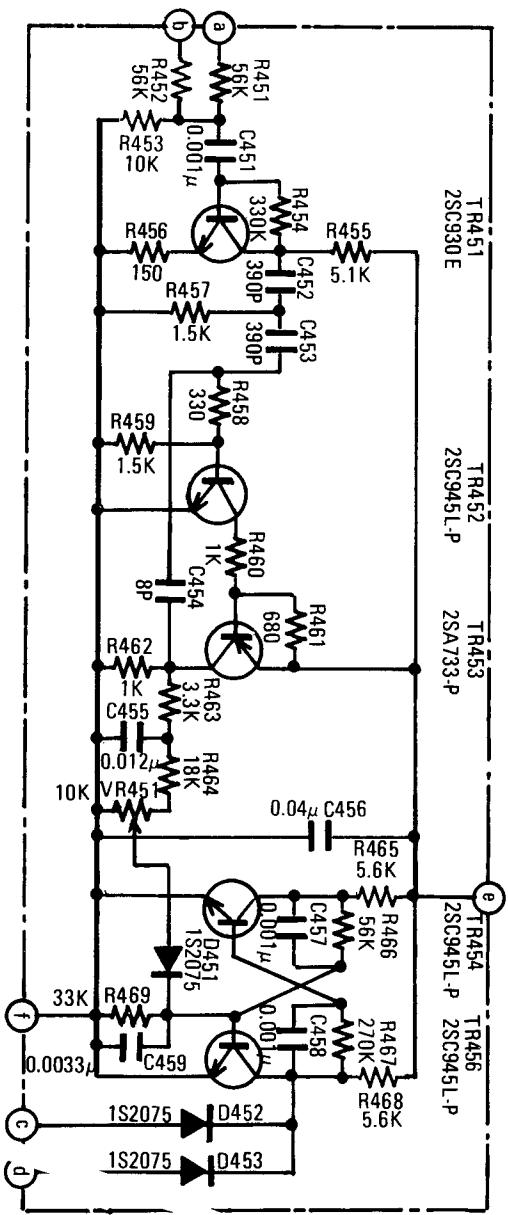 a
b
R451
56K
R452
56K
R453
10K
C451
0.001μ
R454
330K
R455
5.1K
TR451
2SC930E
R456
150
C452
390P
R457
1.5K
C453
390P
R458
330
R459
1.5K
TR452
2SC945L-P
R460
1K
C454
8P
R461
680
TR453
2SA733-P
R462
1K
R463
3.3K
C455
0.012μ
R464
18K
10K VR451
0.04μ C456
R465
5.6K
e
TR454
2SC945L-P
R466
56K
C457
0.001μ
D451
1S2075
TR456
2SC945L-P
R467
270K
C458
0.001μ
R468
5.6K
33K R469
f
0.0033μ C459
1S2075 D452
c
1S2075 D453
d